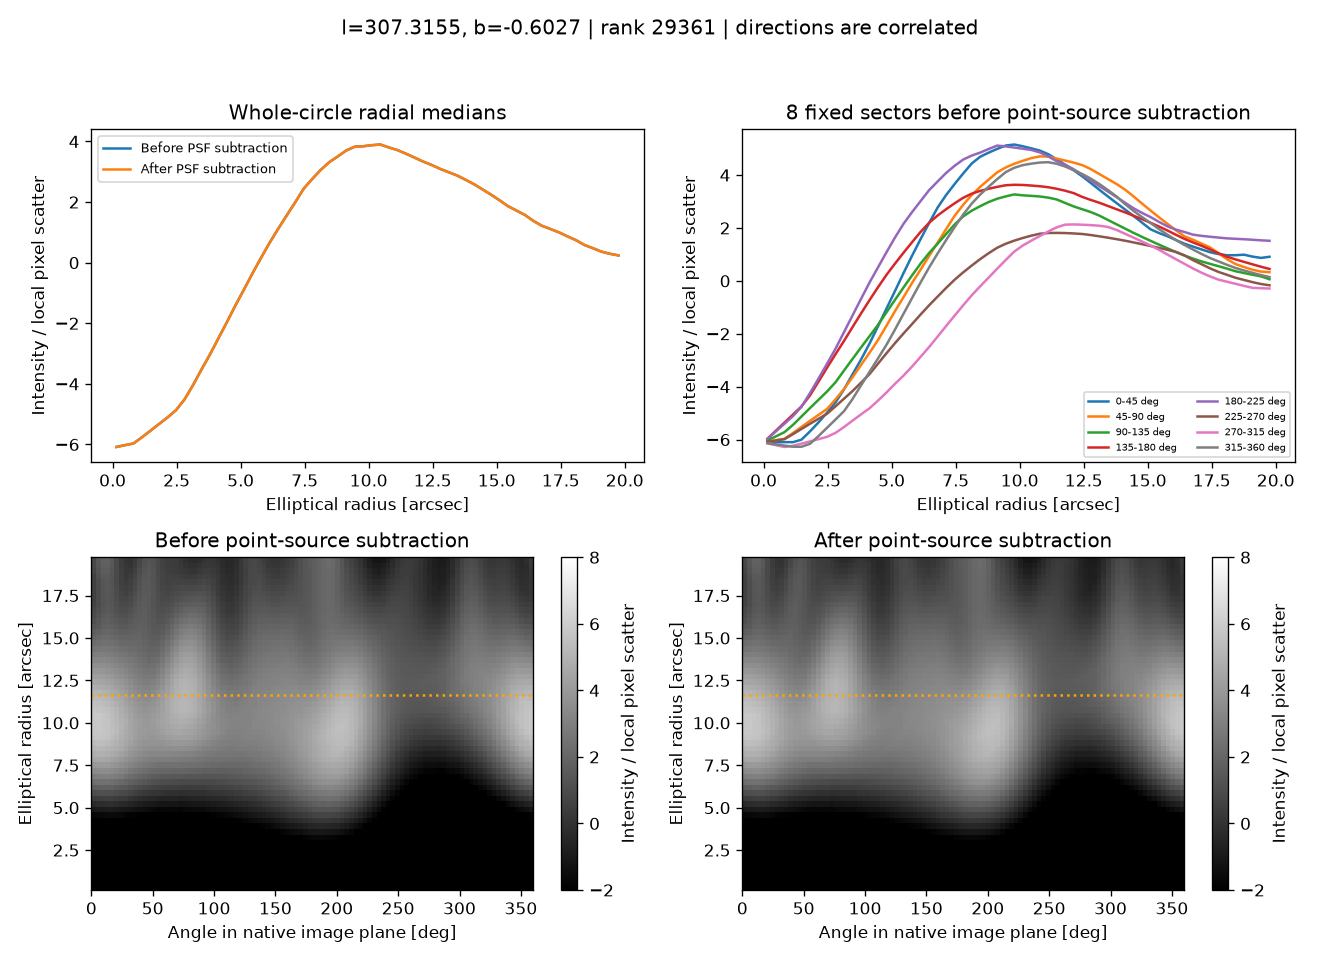 l=307.3155, b=-0.6027 | rank 29361 | directions are correlated
Whole-circle radial medians
Before PSF subtraction
After PSF subtraction
Intensity / local pixel scatter
4
2
0
−2
−4
−6
0.0 2.5 5.0 7.5 10.0 12.5 15.0 17.5 20.0
Elliptical radius [arcsec]
8 fixed sectors before point-source subtraction
Intensity / local pixel scatter
4
2
0
−2
−4
−6
0-45 deg
45-90 deg
90-135 deg
135-180 deg
180-225 deg
225-270 deg
270-315 deg
315-360 deg
0.0 2.5 5.0 7.5 10.0 12.5 15.0 17.5 20.0
Elliptical radius [arcsec]
Before point-source subtraction
Elliptical radius [arcsec]
17.5
15.0
12.5
10.0
7.5
5.0
2.5
0 50 100 150 200 250 300 350
Angle in native image plane [deg]
8
6
4
2
0
−2
Intensity / local pixel scatter
After point-source subtraction
Elliptical radius [arcsec]
17.5
15.0
12.5
10.0
7.5
5.0
2.5
0 50 100 150 200 250 300 350
Angle in native image plane [deg]
8
6
4
2
0
−2
Intensity / local pixel scatter